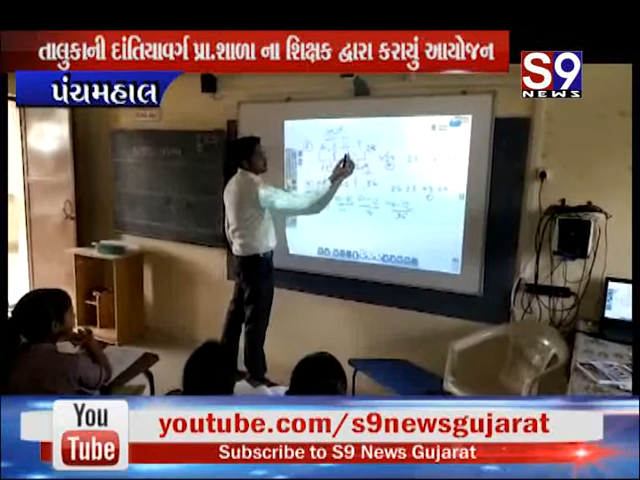 તાલુકાની દાંતિયાવર્ગ પ્રા.શાળા ના શિક્ષક દ્વારા કરાયું આયોજન
પંચમહાલ
S9
NEWS
You
Tube
youtube.com/s9newsgujarat
Subscribe to S9 News Gujarat